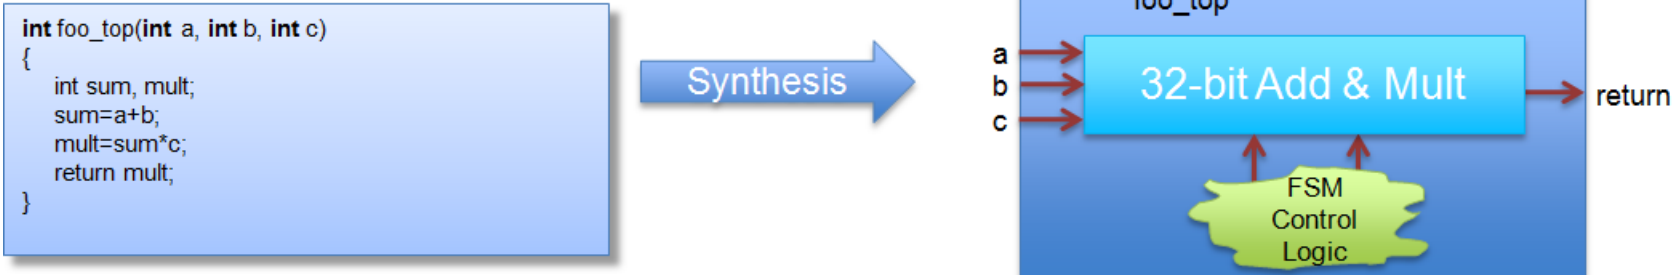 int foo_top(int a, int b, int c)
{
int sum, mult;
sum=a+b;
mult=sum*c;
return mult;
}
Synthesis
foo_top
a
b
c
32-bit Add & Mult
return
FSM
Control
Logic